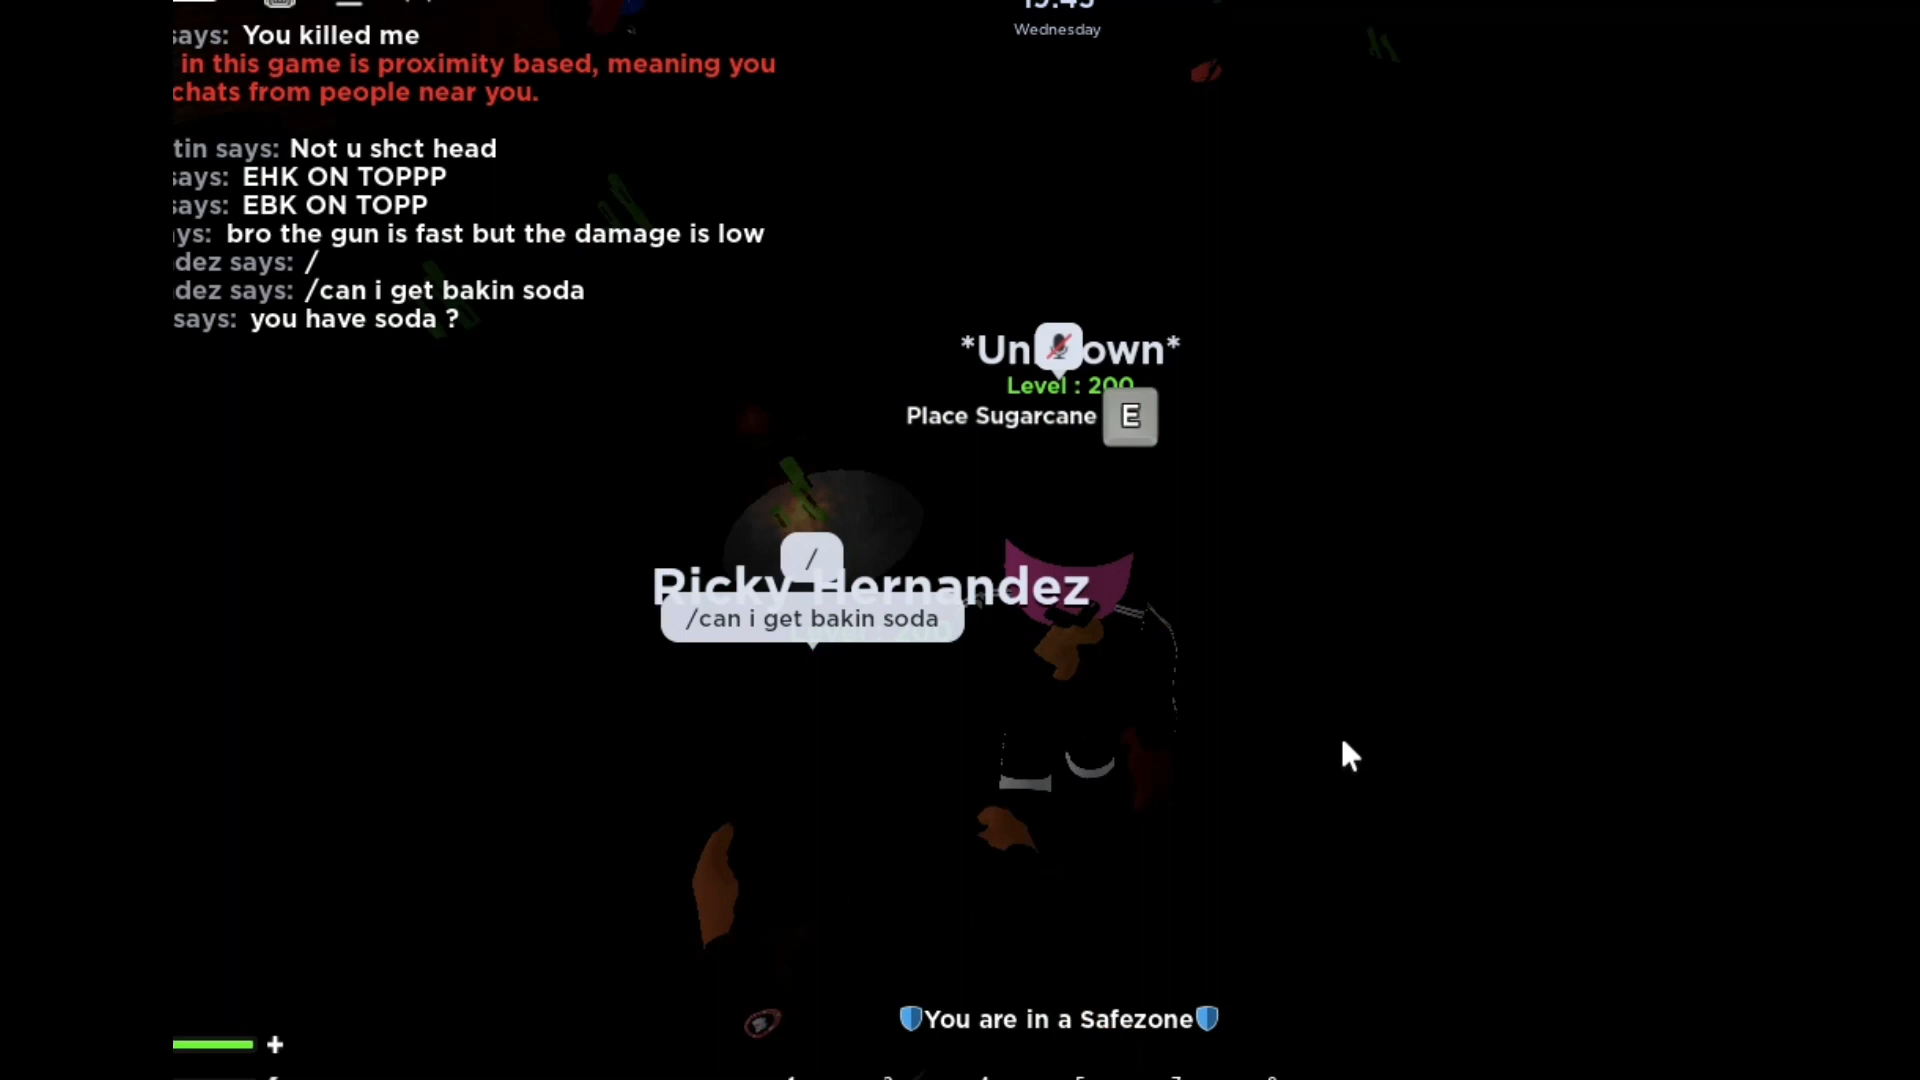 Wednesday
says: You killed me
in this game is proximity based, meaning you
chats from people near you.
tin says: Not u shct head
says: EHK ON TOPPP
says: EBK ON TOPP
ys: bro the gun is fast but the damage is low
dez says: /
dez says: /can i get bakin soda
says: you have soda ?
*Un own*
Level : 200
Place Sugarcane E
/
Ricky Hernandez
/can i get bakin soda
You are in a Safezone
+